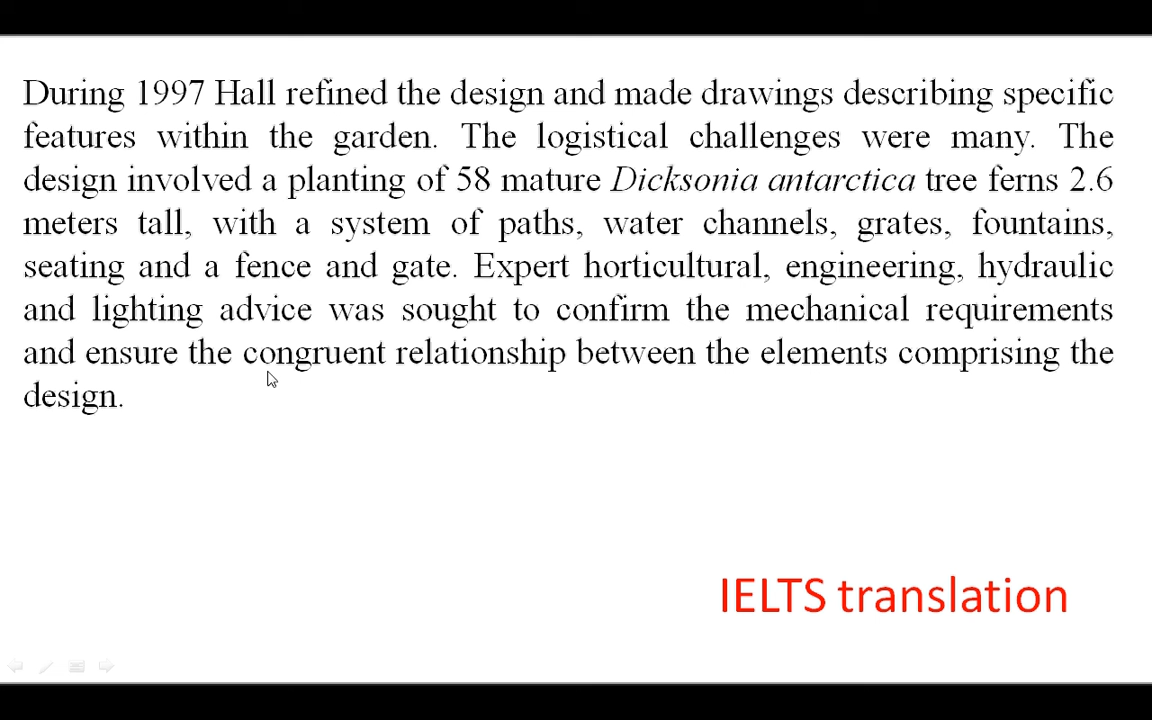 During 1997 Hall refined the design and made drawings describing specific
features within the garden. The logistical challenges were many. The
design involved a planting of 58 mature Dicksonia antarctica tree ferns 2.6
meters tall, with a system of paths, water channels, grates, fountains,
seating and a fence and gate. Expert horticultural, engineering, hydraulic
and lighting advice was sought to confirm the mechanical requirements
and ensure the congruent relationship between the elements comprising the
design.
IELTS translation